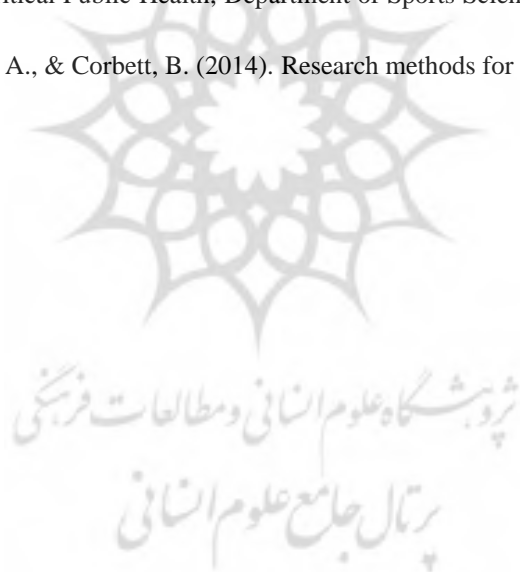 itical Public Health, Department of Sports Scien
A., & Corbett, B. (2014). Research methods for
پژوهشگاه علوم انسانی و مطالعات فرهنگی
پرتال جامع علوم انسانی